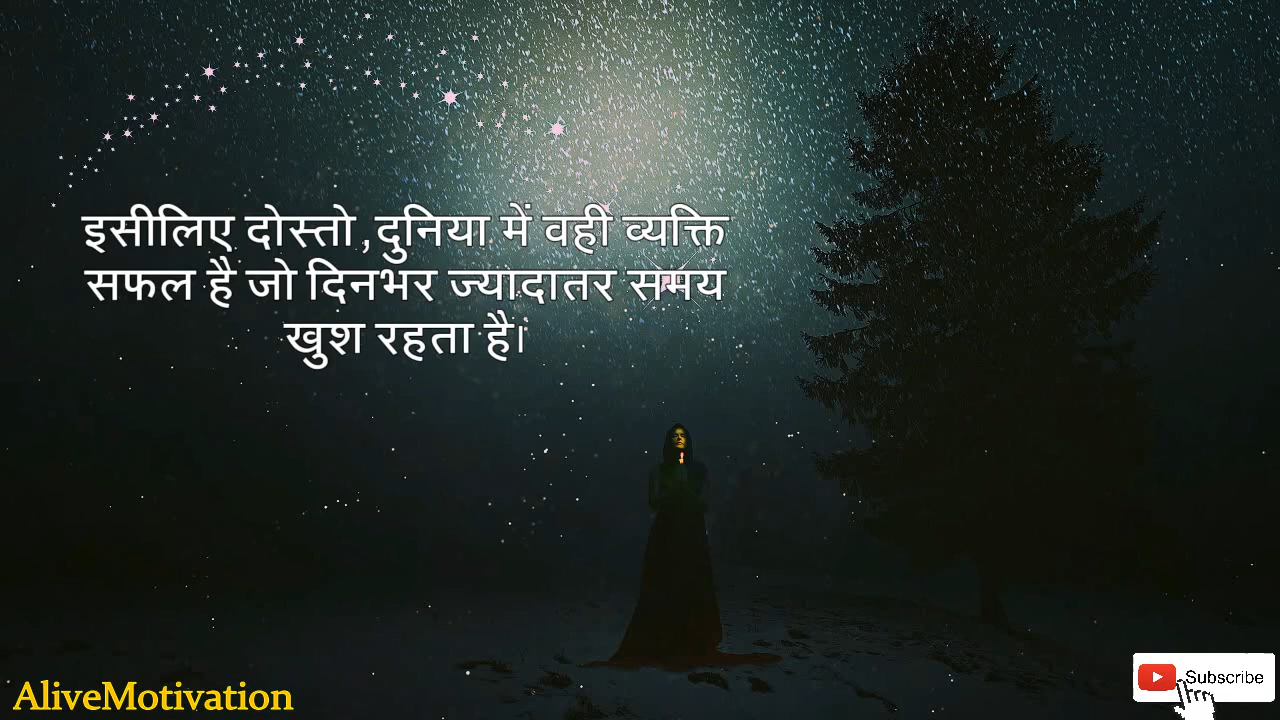 इसीलिए दोस्तो ,दुनिया में वही व्यक्ति
सफल है जो दिनभर ज्यादातर समय
खुश रहता है।
AliveMotivation
Subscribe